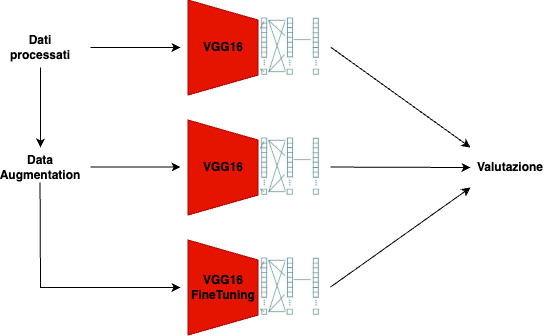 Dati
processati
VGG16
Data
Augmentation
VGG16
Valutazione
VGG16
FineTuning